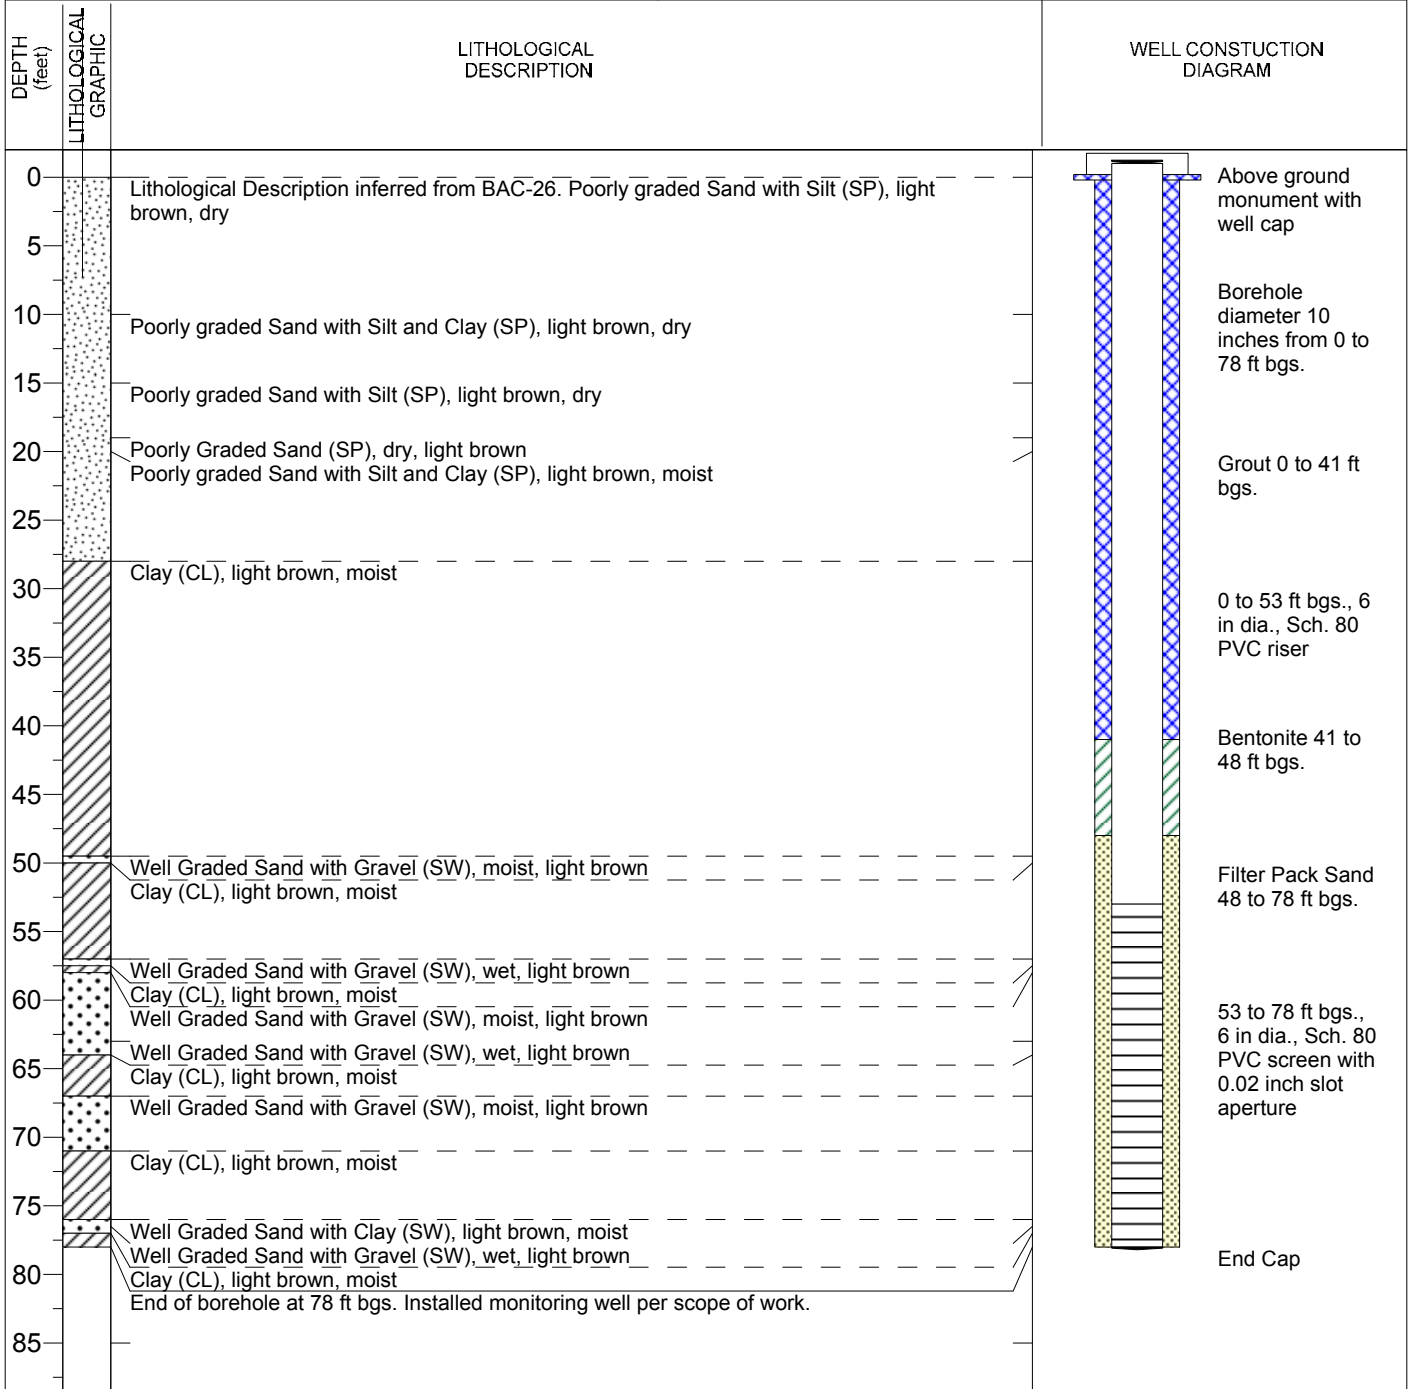 DEPTH
(feet)
LITHOLOGICAL
GRAPHIC
LITHOLOGICAL
DESCRIPTION
WELL CONSTUCTION
DIAGRAM
0
5
10
15
20
25
30
35
40
45
50
55
60
65
70
75
80
85
Lithological Description inferred from BAC-26. Poorly graded Sand with Silt (SP), light
brown, dry
Poorly graded Sand with Silt and Clay (SP), light brown, dry
Poorly graded Sand with Silt (SP), light brown, dry
Poorly Graded Sand (SP), dry, light brown
Poorly graded Sand with Silt and Clay (SP), light brown, moist
Clay (CL), light brown, moist
Well Graded Sand with Gravel (SW), moist, light brown
Clay (CL), light brown, moist
Well Graded Sand with Gravel (SW), wet, light brown
Clay (CL), light brown, moist
Well Graded Sand with Gravel (SW), moist, light brown
Well Graded Sand with Gravel (SW), wet, light brown
Clay (CL), light brown, moist
Well Graded Sand with Gravel (SW), moist, light brown
Clay (CL), light brown, moist
Well Graded Sand with Clay (SW), light brown, moist
Well Graded Sand with Gravel (SW), wet, light brown
Clay (CL), light brown, moist
End of borehole at 78 ft bgs. Installed monitoring well per scope of work.
Above ground
monument with
well cap
Borehole
diameter 10
inches from 0 to
78 ft bgs.
Grout 0 to 41 ft
bgs.
0 to 53 ft bgs., 6
in dia., Sch. 80
PVC riser
Bentonite 41 to
48 ft bgs.
Filter Pack Sand
48 to 78 ft bgs.
53 to 78 ft bgs.,
6 in dia., Sch. 80
PVC screen with
0.02 inch slot
aperture
End Cap